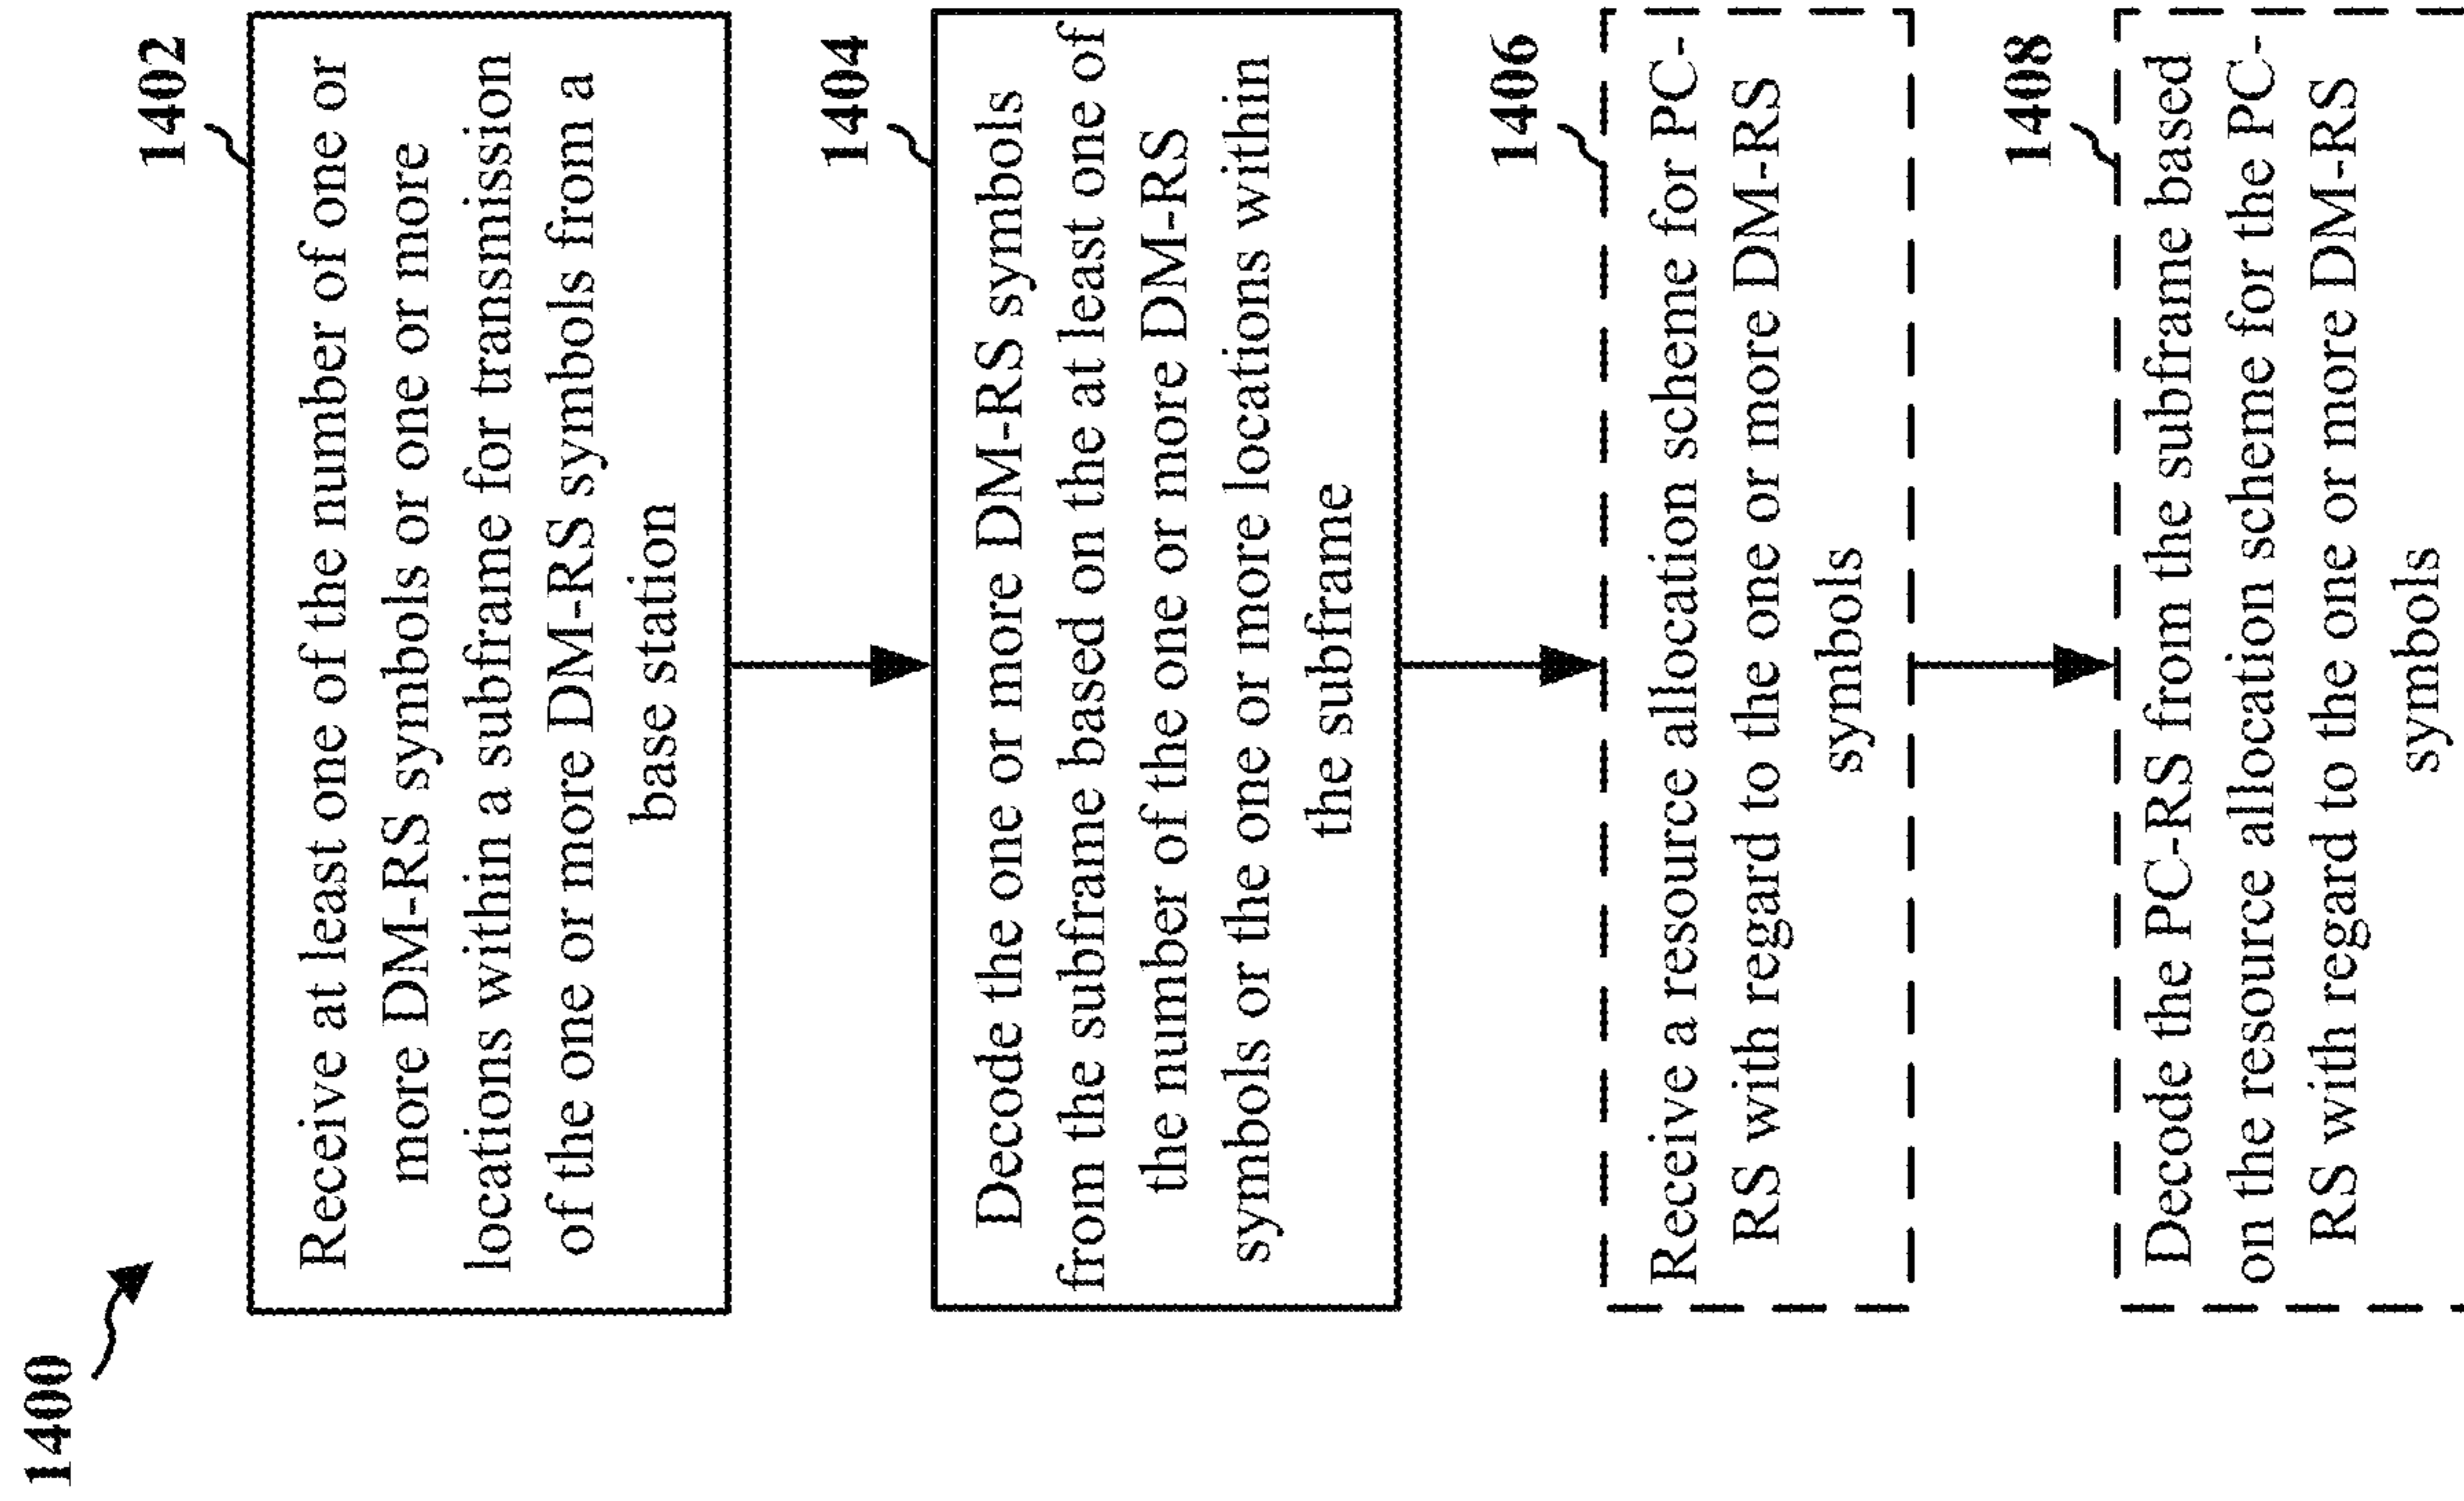 1400
1402
Receive at least one of the number of one or
more DM-RS symbols or one or more
locations within a subframe for transmission
of the one or more DM-RS symbols from a
base station
1404
Decode the one or more DM-RS symbols
from the subframe based on the at least one of
the number of the one or more DM-RS
symbols or the one or more locations within
the subframe
1406
Receive a resource allocation scheme for PC-
RS with regard to the one or more DM-RS
symbols
1408
Decode the PC-RS from the subframe based
on the resource allocation scheme for the PC-
RS with regard to the one or more DM-RS
symbols